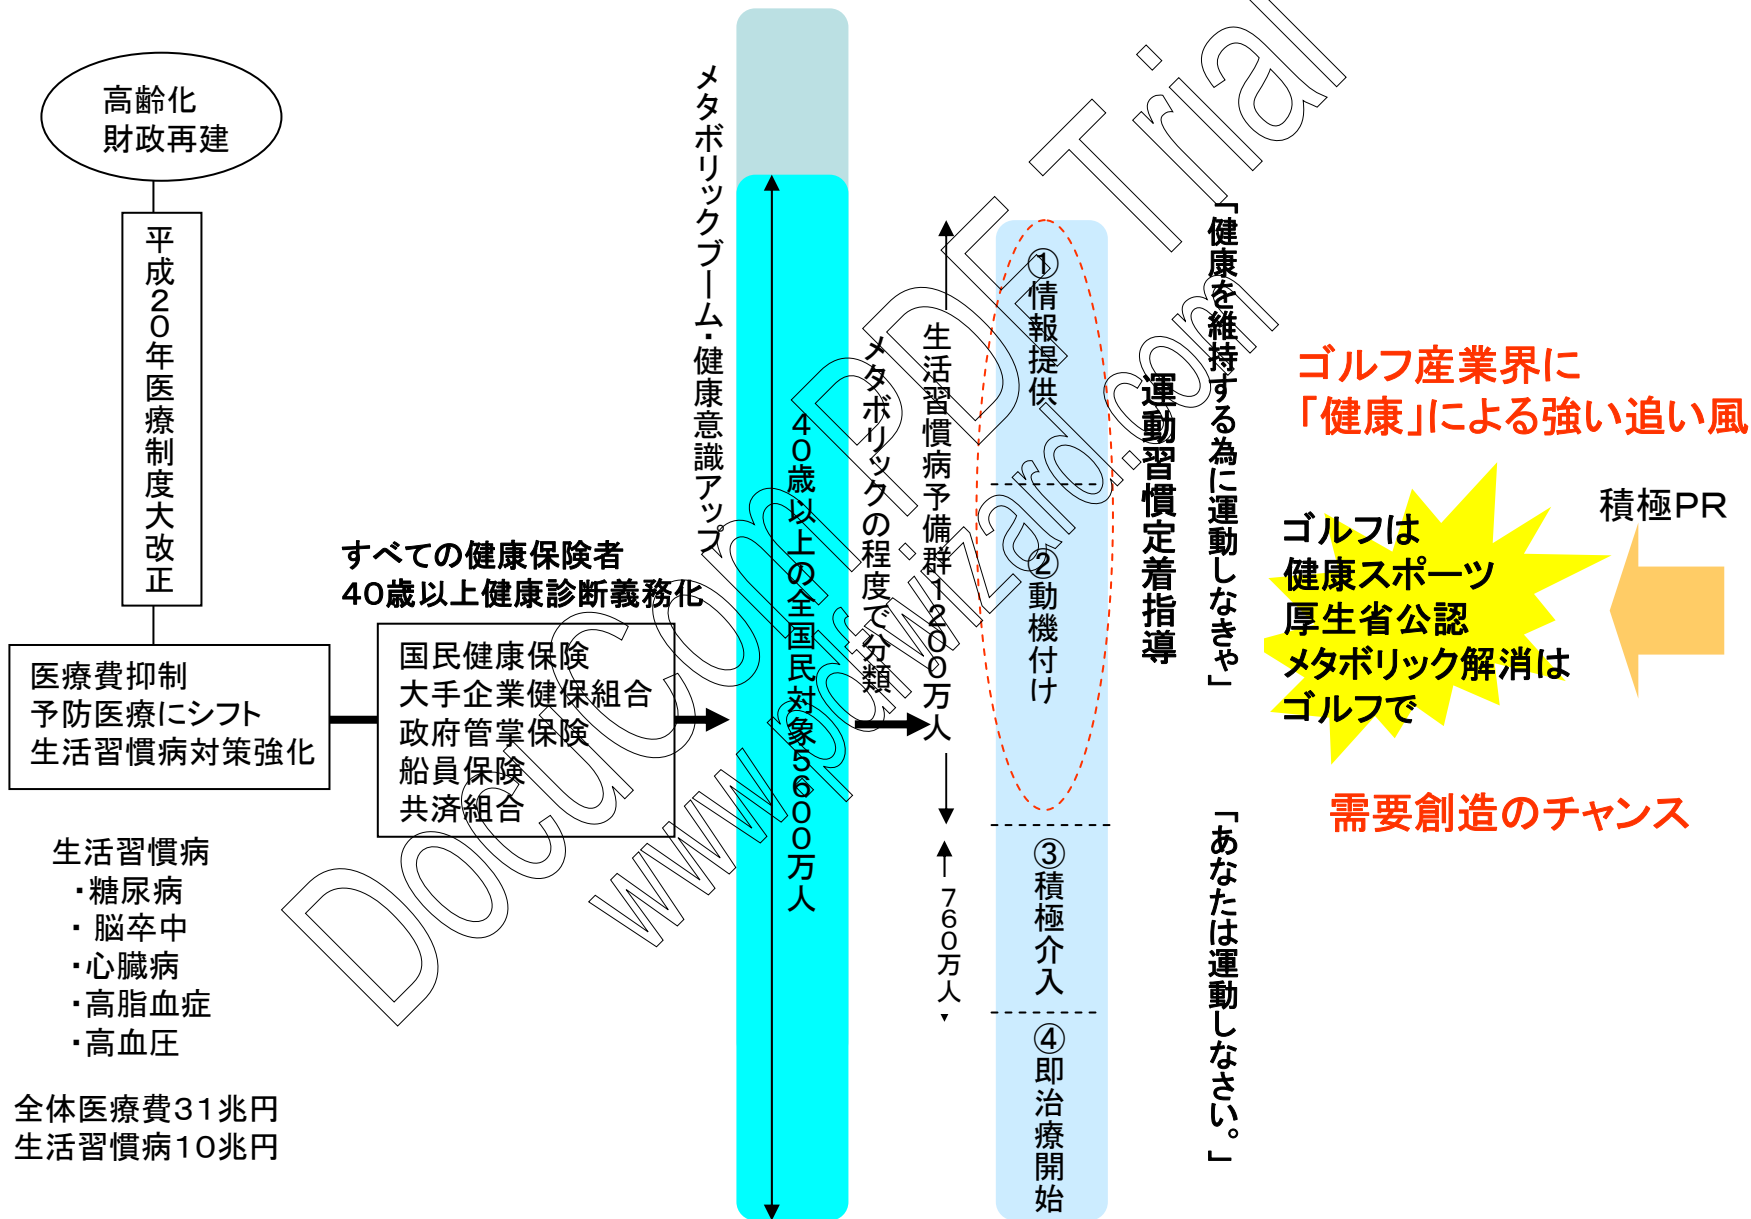 高齢化
財政再建
平成20年医療制度大改正
医療費抑制
予防医療にシフト
生活習慣病対策強化
生活習慣病
・糖尿病
・脳卒中
・心臓病
・高脂血症
・高血圧
全体医療費31兆円
生活習慣病10兆円
すべての健康保険者
40歳以上健康診断義務化
国民健康保険
大手企業健保組合
政府管掌保険
船員保険
共済組合
メタボリックブーム・健康意識アップ
40歳以上の全国民対象5600万人
メタボリックの程度で分類
生活習慣病予備群1200万人
760万人
①情報提供
②動機付け
③積極介入
④即治療開始
運動習慣定着指導
「健康を維持する為に運動しなきゃ」
「あなたは運動しなさい。」
ゴルフ産業界に
「健康」による強い追い風
ゴルフは
健康スポーツ
厚生省公認
メタボリック解消は
ゴルフで
積極PR
需要創造のチャンス
DocuCom PDF Trial
www.pdfwizard.com